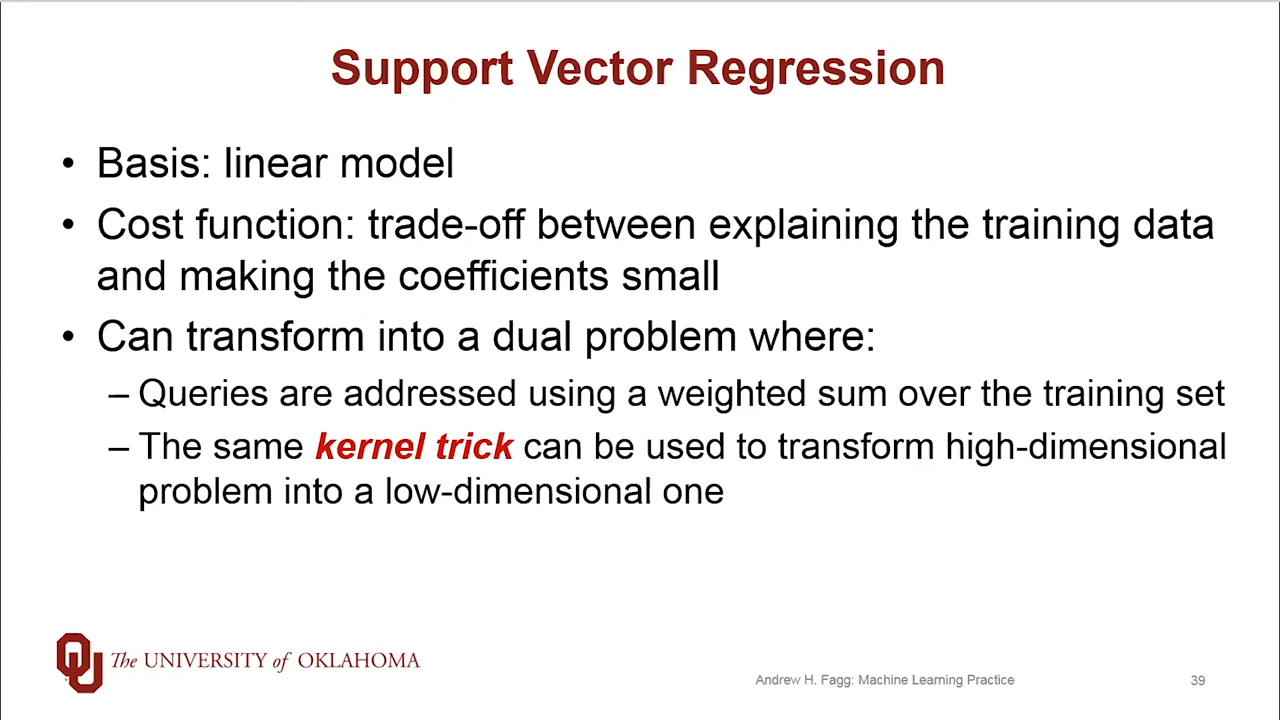 Support Vector Regression
• Basis: linear model
• Cost function: trade-off between explaining the training data
and making the coefficients small
• Can transform into a dual problem where:
– Queries are addressed using a weighted sum over the training set
– The same kernel trick can be used to transform high-dimensional
problem into a low-dimensional one
The UNIVERSITY of OKLAHOMA
Andrew H. Fagg: Machine Learning Practice
39